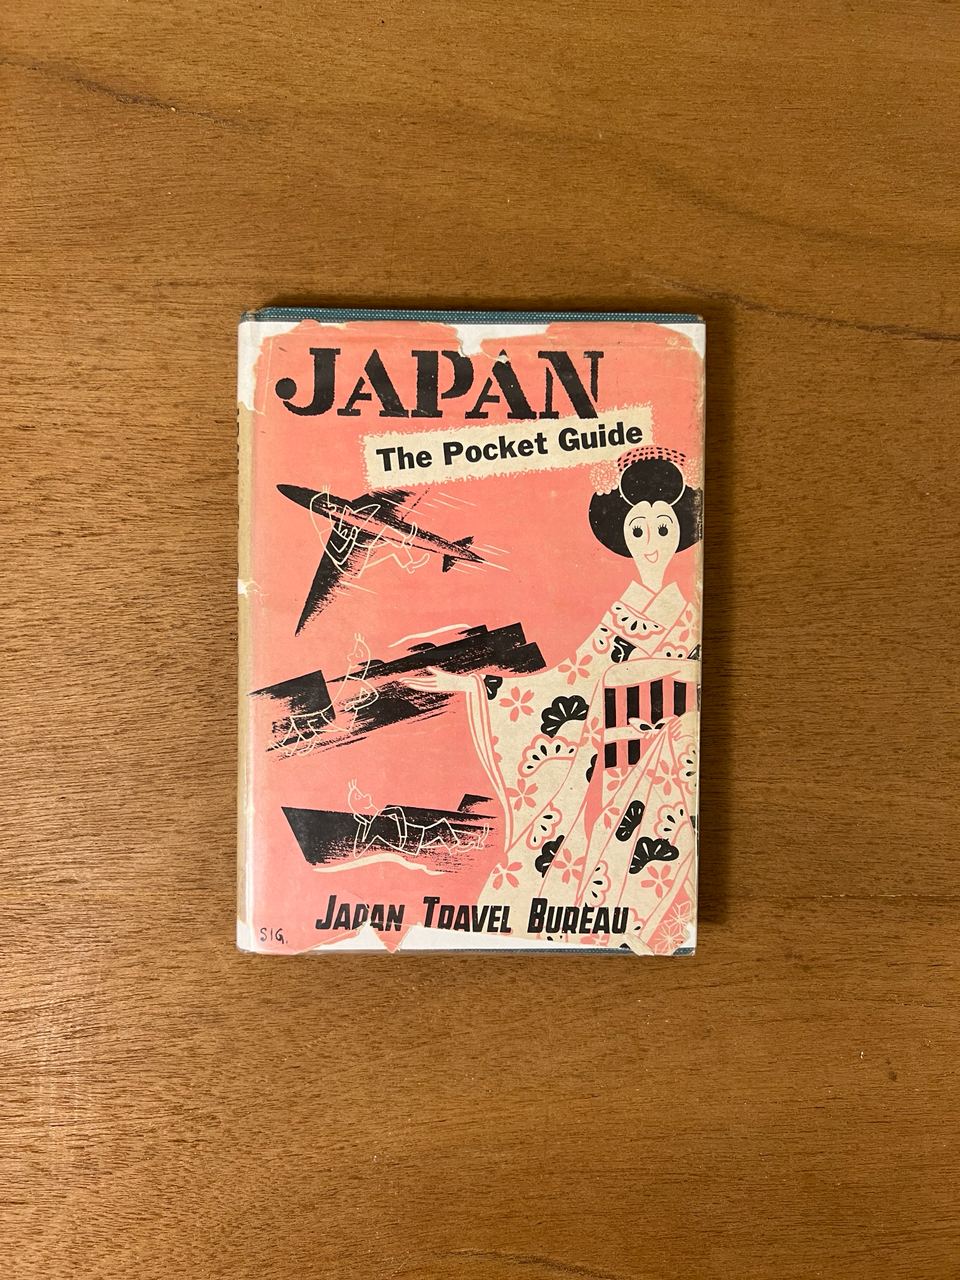 JAPAN
The Pocket Guide
JAPAN TRAVEL BUREAU
SIG.